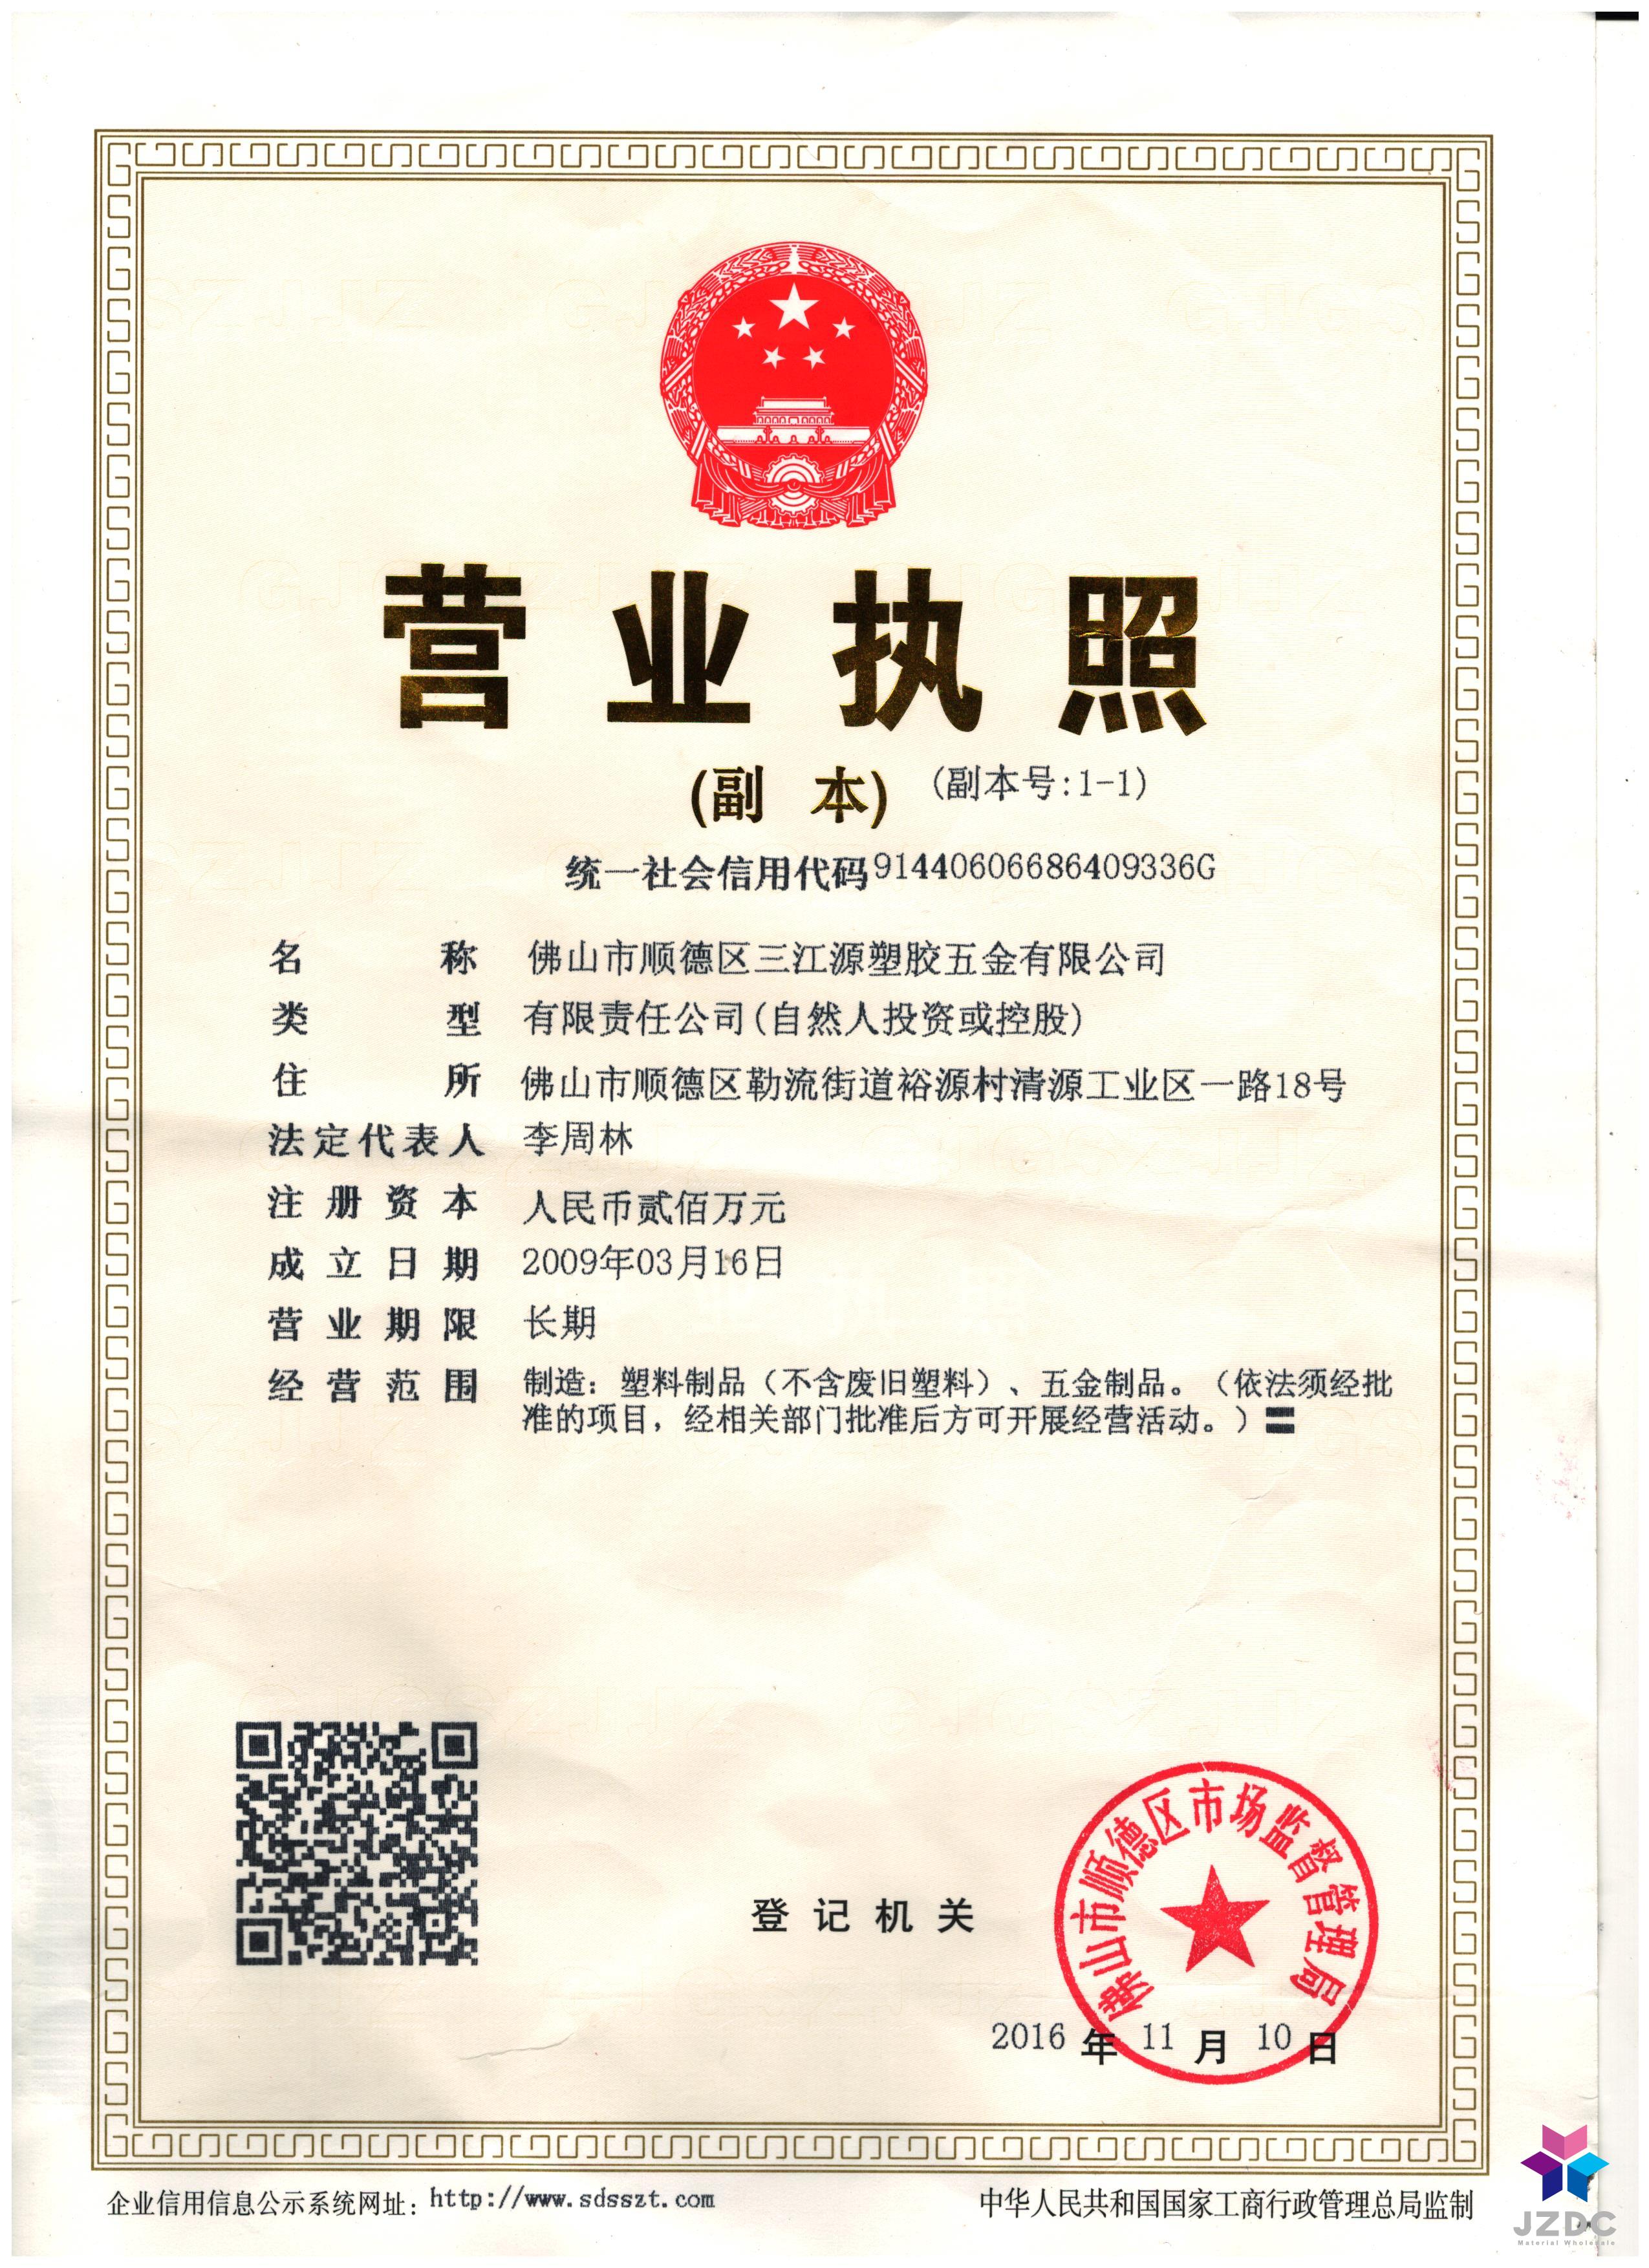 营业执照
(副 本) (副本号:1-1)
统一社会信用代码91440606686409336G
名 称 佛山市顺德区三江源塑胶五金有限公司
类 型 有限责任公司(自然人投资或控股)
住 所 佛山市顺德区勒流街道裕源村清源工业区一路18号
法定代表人 李周林
注册资本 人民币贰佰万元
成立日期 2009年03月16日
营业期限 长期
经营范围 制造：塑料制品（不含废旧塑料）、五金制品。（依法须经批
准的项目，经相关部门批准后方可开展经营活动。）〓
佛山市顺德区市场监督管理局
登记机关
2016 年 11 月 10 日
企业信用信息公示系统网址：http://www.sdsszt.com
中华人民共和国国家工商行政管理总局监制
JZDC
Material Wholesale